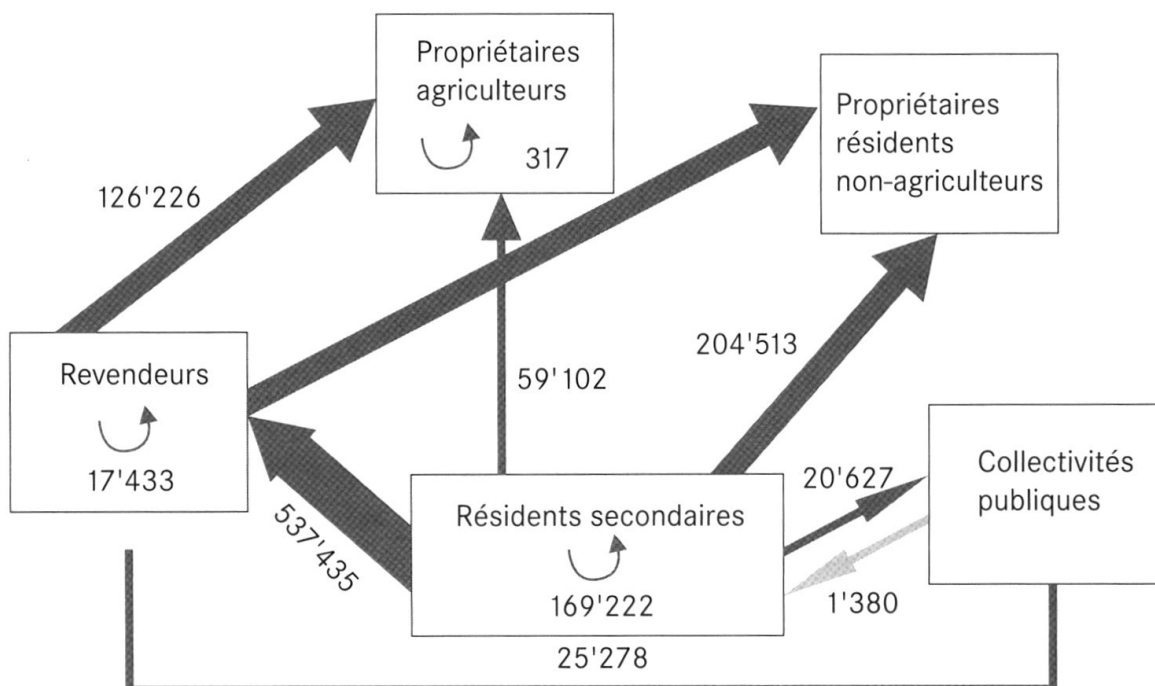 Propriétaires
agriculteurs
317
Propriétaires
résidents
non-agriculteurs
126'226
Revendeurs
17'433
59'102
204'513
537'435
Résidents secondaires
169'222
20'627
1'380
Collectivités
publiques
25'278